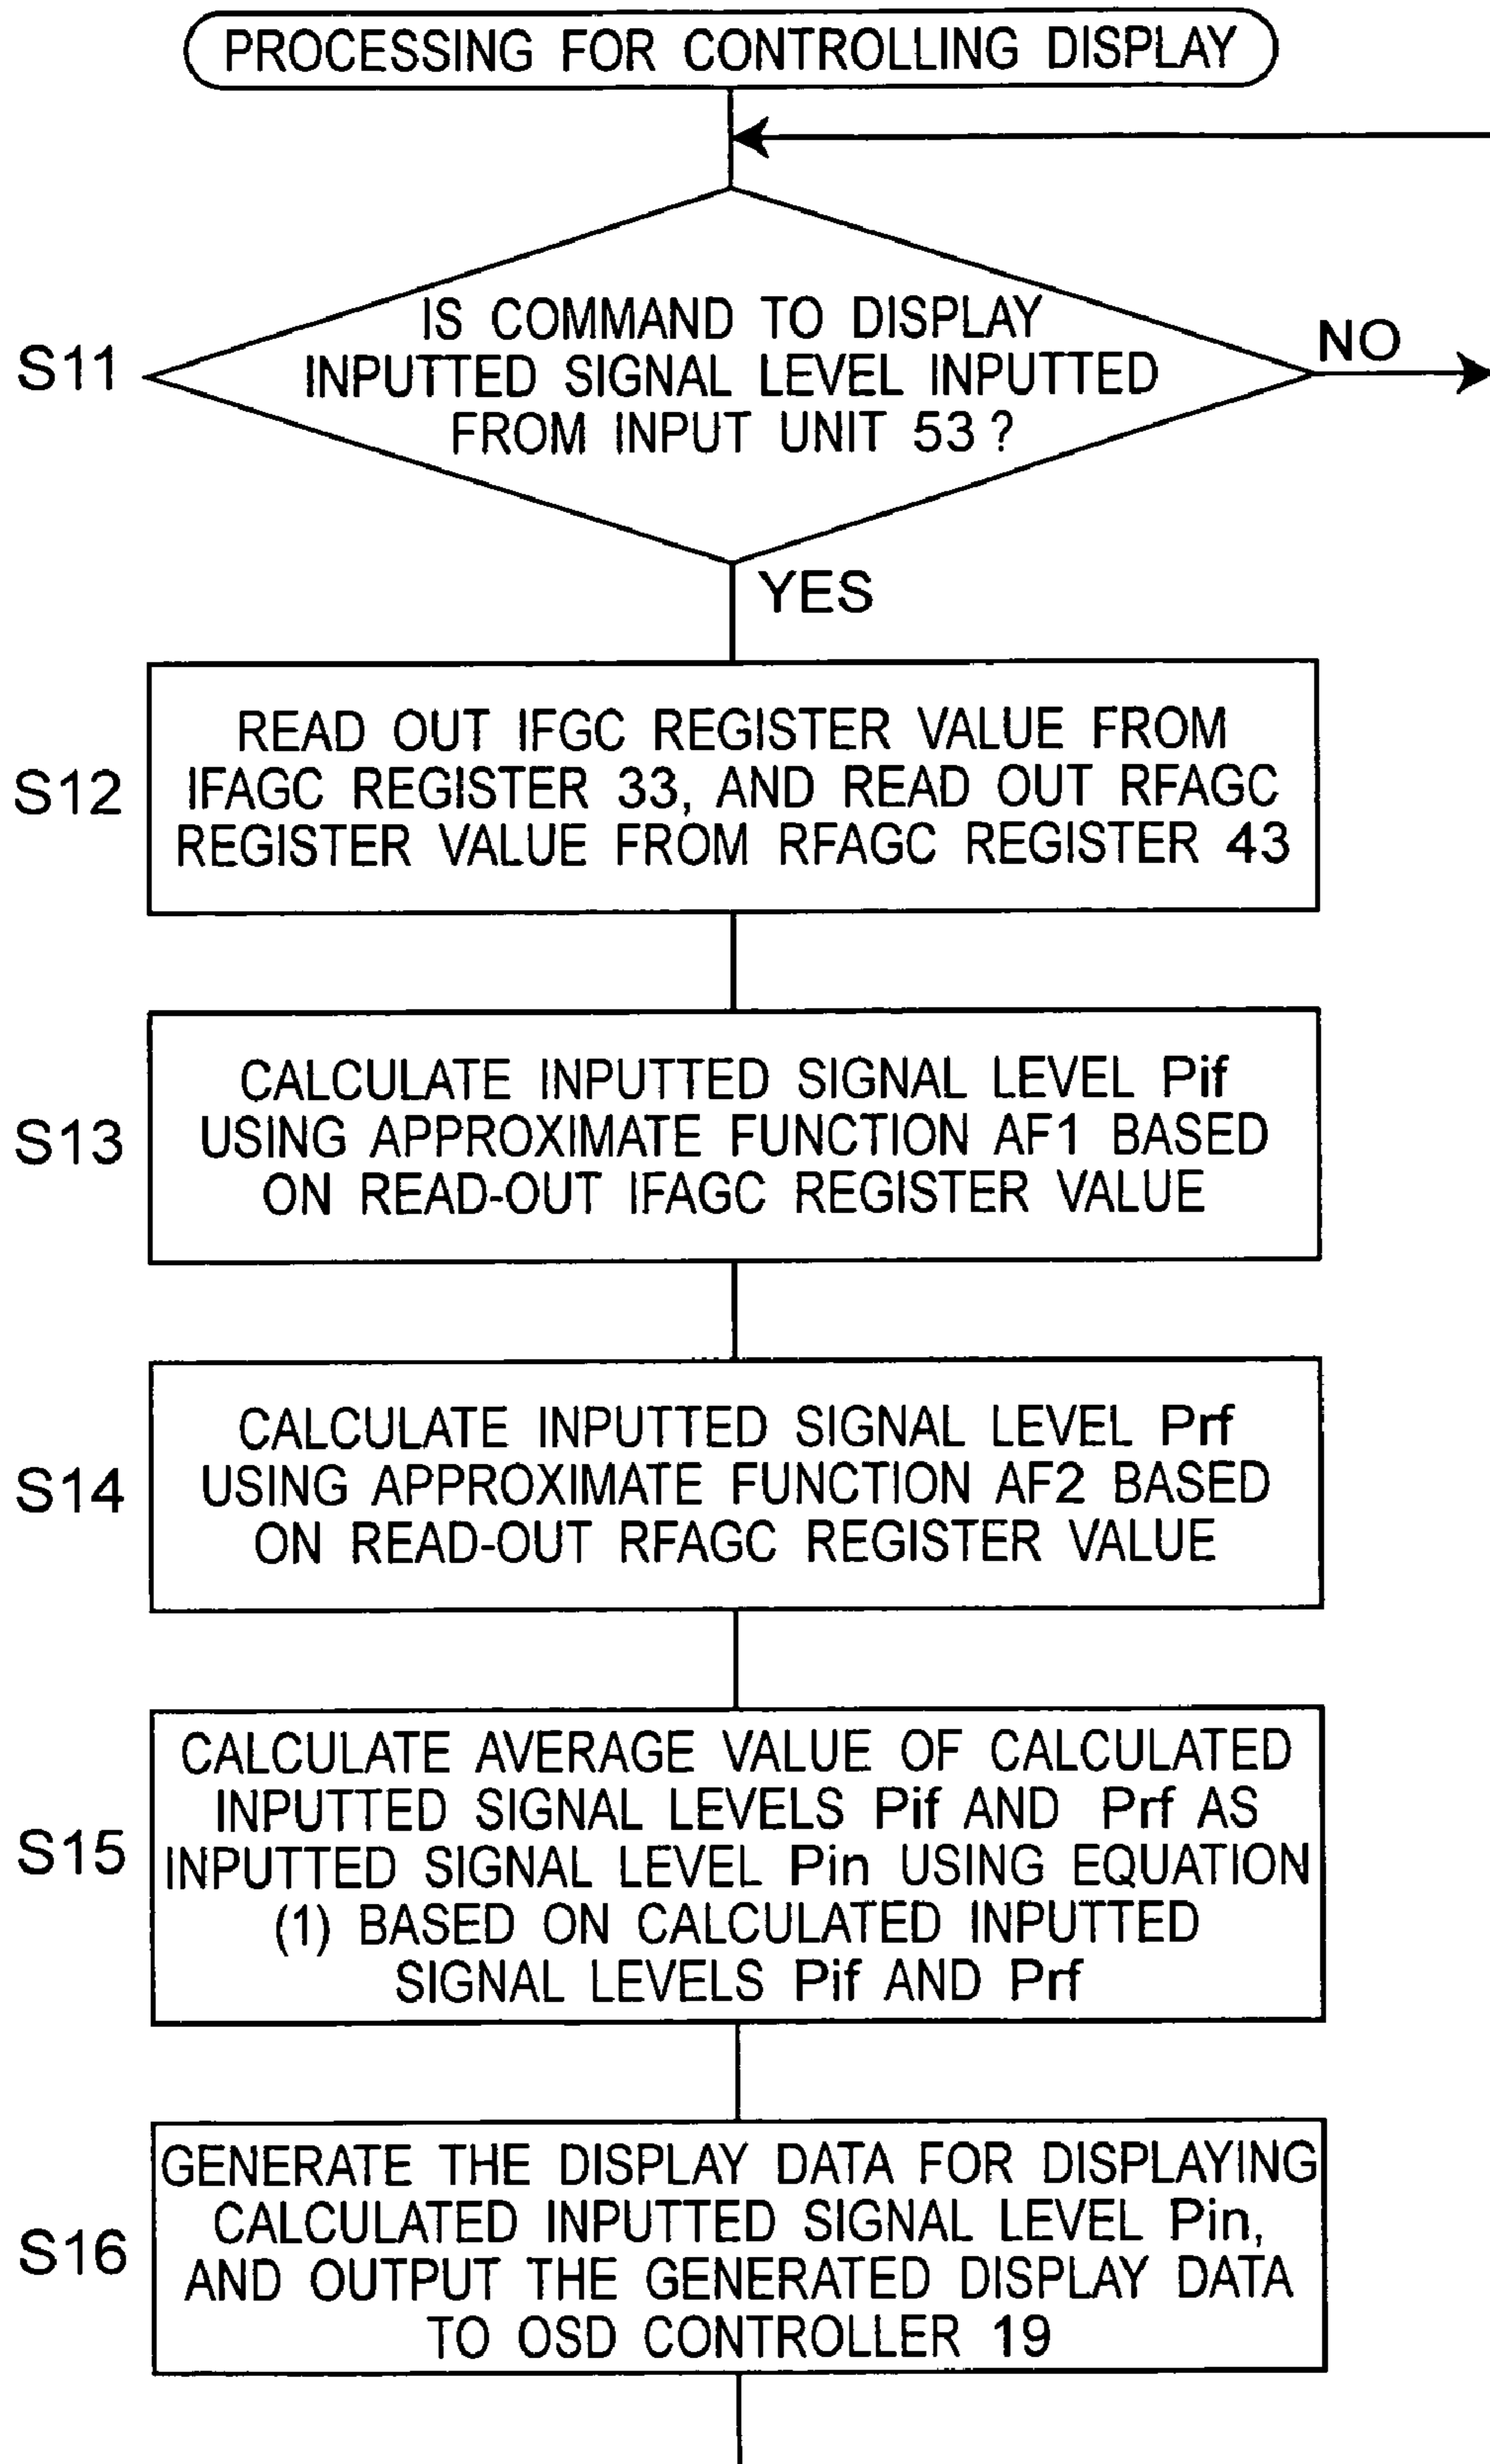 PROCESSING FOR CONTROLLING DISPLAY
S11
IS COMMAND TO DISPLAY
INPUTTED SIGNAL LEVEL INPUTTED
FROM INPUT UNIT 53 ?
NO
YES
S12
READ OUT IFGC REGISTER VALUE FROM
IFAGC REGISTER 33, AND READ OUT RFAGC
REGISTER VALUE FROM RFAGC REGISTER 43
S13
CALCULATE INPUTTED SIGNAL LEVEL Pif
USING APPROXIMATE FUNCTION AF1 BASED
ON READ-OUT IFAGC REGISTER VALUE
S14
CALCULATE INPUTTED SIGNAL LEVEL Prf
USING APPROXIMATE FUNCTION AF2 BASED
ON READ-OUT RFAGC REGISTER VALUE
S15
CALCULATE AVERAGE VALUE OF CALCULATED
INPUTTED SIGNAL LEVELS Pif AND Prf AS
INPUTTED SIGNAL LEVEL Pin USING EQUATION
(1) BASED ON CALCULATED INPUTTED
SIGNAL LEVELS Pif AND Prf
S16
GENERATE THE DISPLAY DATA FOR DISPLAYING
CALCULATED INPUTTED SIGNAL LEVEL Pin,
AND OUTPUT THE GENERATED DISPLAY DATA
TO OSD CONTROLLER 19